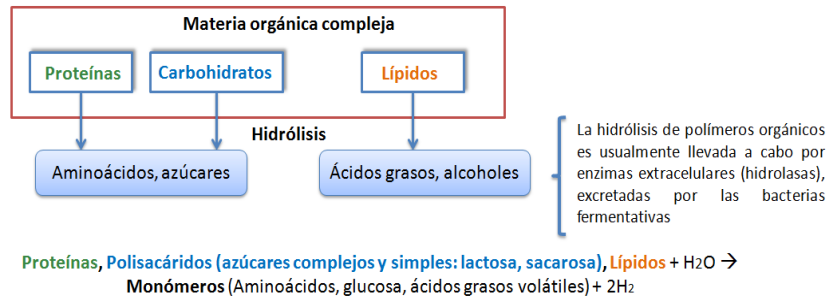 Materia orgánica compleja
Proteínas
Carbohidratos
Lípidos
Hidrólisis
Aminoácidos, azúcares
Ácidos grasos, alcoholes
La hidrólisis de polímeros orgánicos
es usualmente llevada a cabo por
enzimas extracelulares (hidrolasas),
excretadas por las bacterias
fermentativas
Proteínas, Polisacáridos (azúcares complejos y simples: lactosa, sacarosa), Lípidos + H2O →
Monómeros (Aminoácidos, glucosa, ácidos grasos volátiles) + 2H2